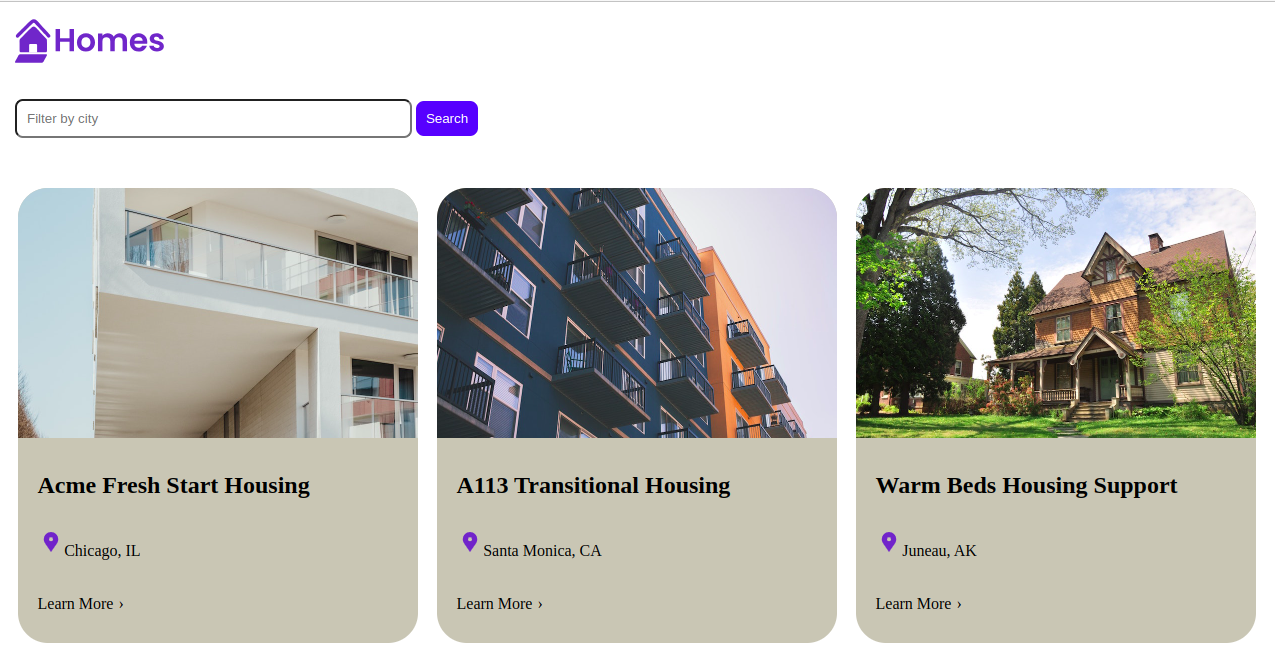 Homes
Filter by city
Search
Acme Fresh Start Housing
Chicago, IL
Learn More ›
A113 Transitional Housing
Santa Monica, CA
Learn More ›
Warm Beds Housing Support
Juneau, AK
Learn More ›